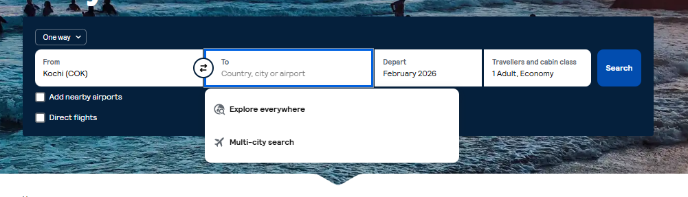 One way
From
Kochi (COK)
To
Country, city or airport
Depart
February 2026
Travellers and cabin class
1 Adult, Economy
Search
Add nearby airports
Direct flights
Explore everywhere
Multi-city search